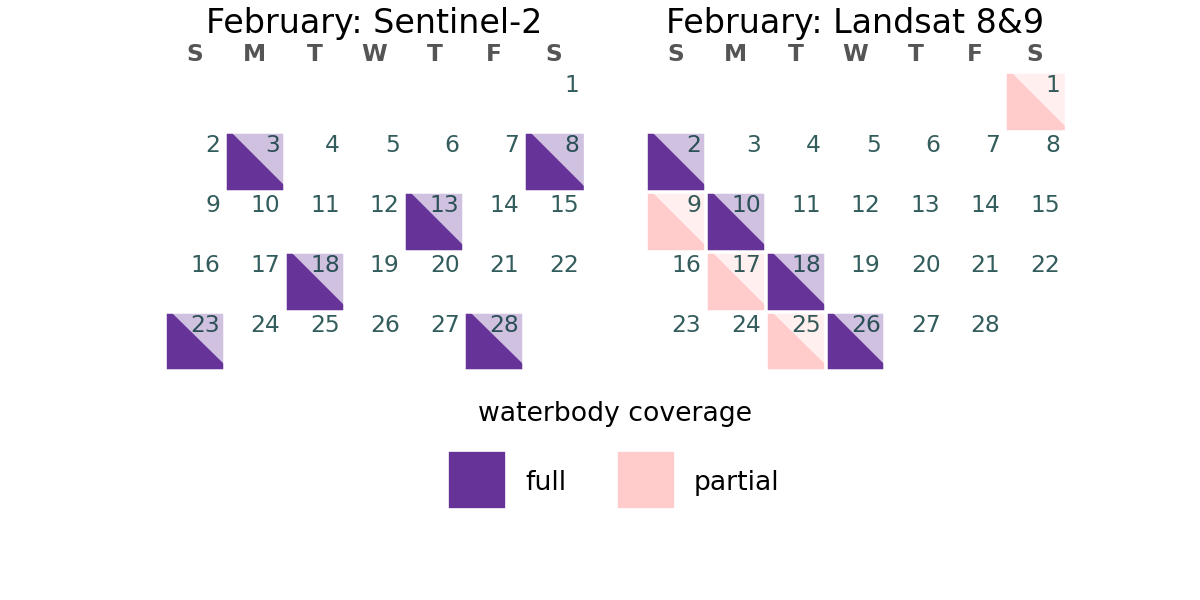 February: Sentinel-2
S M T W T F S
1
2 3 4 5 6 7 8
9 10 11 12 13 14 15
16 17 18 19 20 21 22
23 24 25 26 27 28
February: Landsat 8&9
S M T W T F S
1
2 3 4 5 6 7 8
9 10 11 12 13 14 15
16 17 18 19 20 21 22
23 24 25 26 27 28
waterbody coverage
full partial